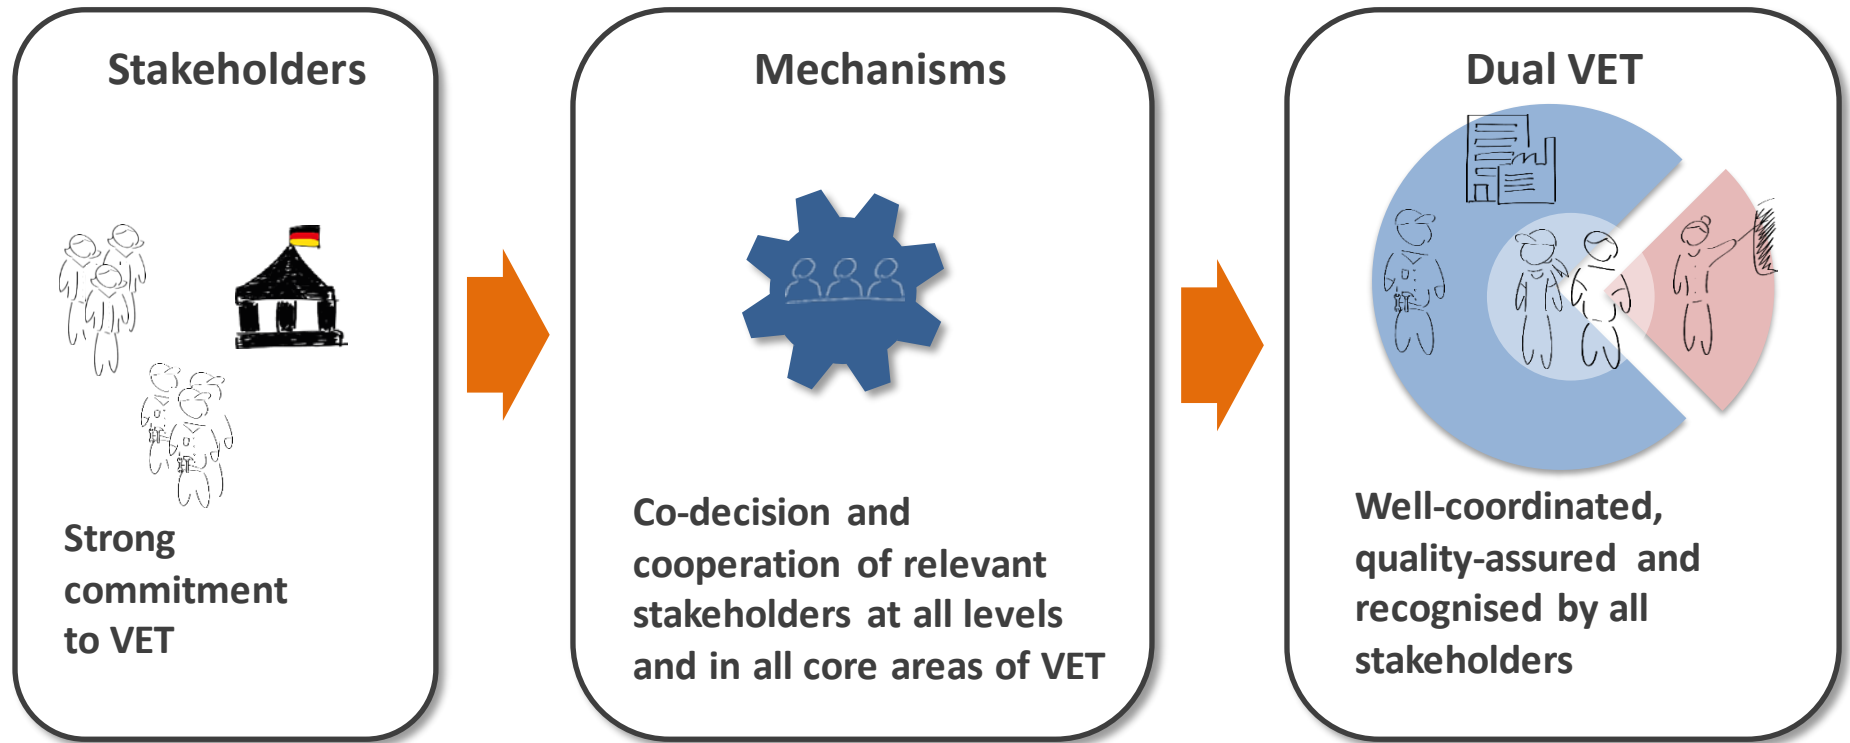 Stakeholders
Strong
commitment
to VET
Mechanisms
Co-decision and
cooperation of relevant
stakeholders at all levels
and in all core areas of VET
Dual VET
Well-coordinated,
quality-assured and
recognised by all
stakeholders